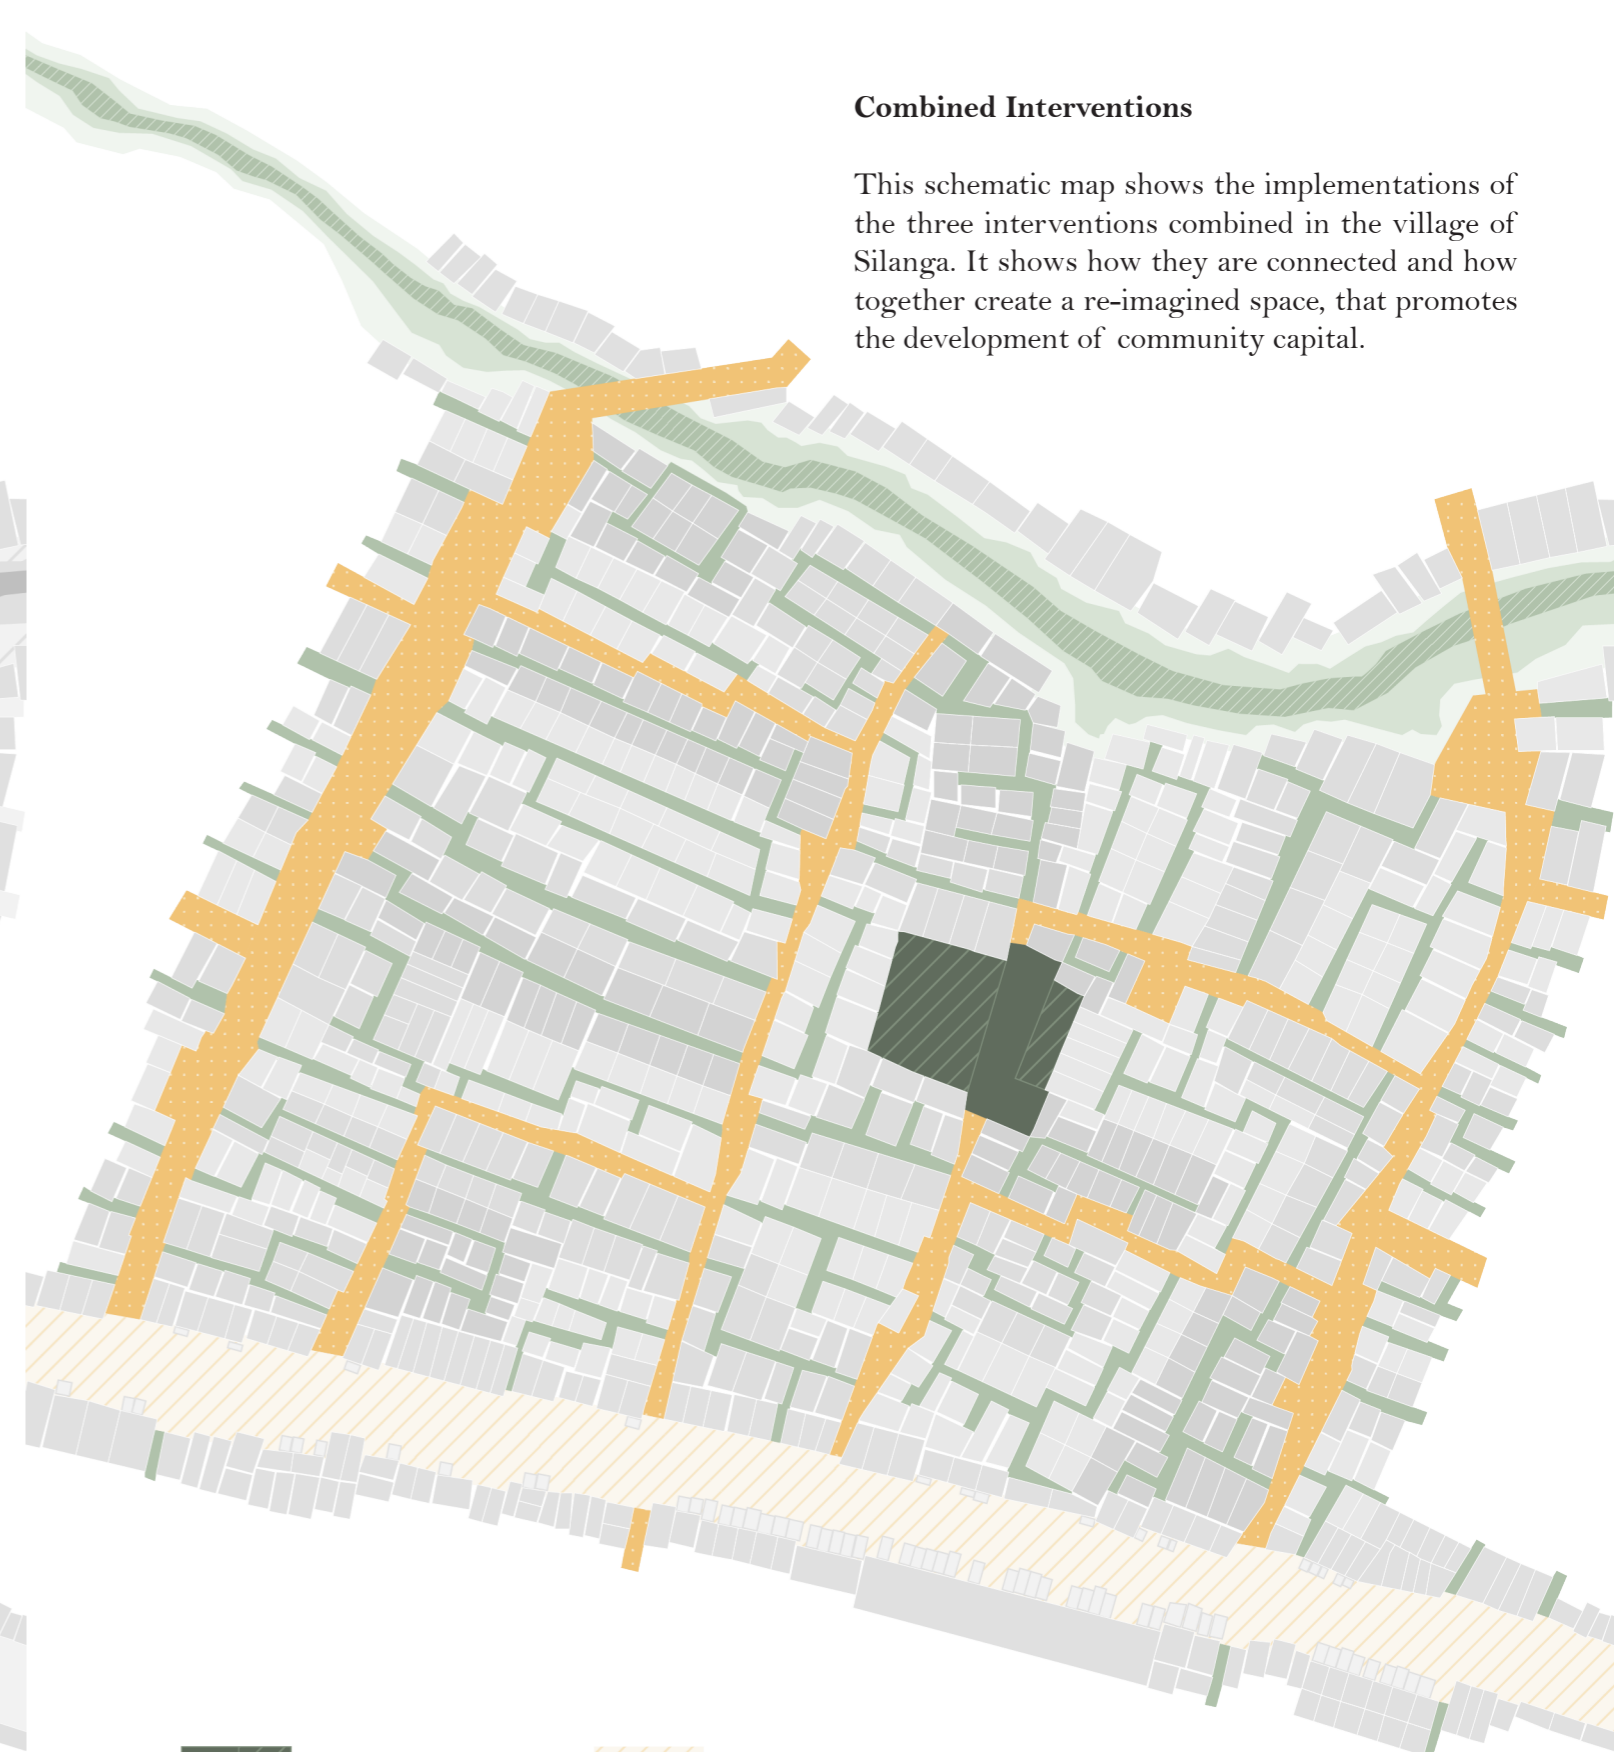 Combined Interventions
This schematic map shows the implementations of
the three interventions combined in the village of
Silanga. It shows how they are connected and how
together create a re-imagined space, that promotes
the development of community capital.